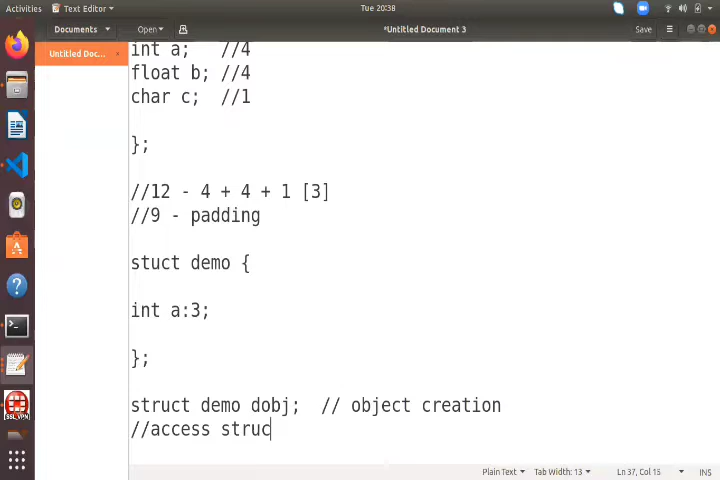 Activities
Text Editor
Tue 20:38
Documents
Open
*Untitled Document 3
Save
Untitled Doc...
int a; //4
float b; //4
char c; //1
};
//12 - 4 + 4 + 1 [3]
//9 - padding
stuct demo {
int a:3;
};
struct demo dobj; // object creation
//access struc
SSL_VPN
Plain Text
Tab Width: 13
Ln 37, Col 15
INS